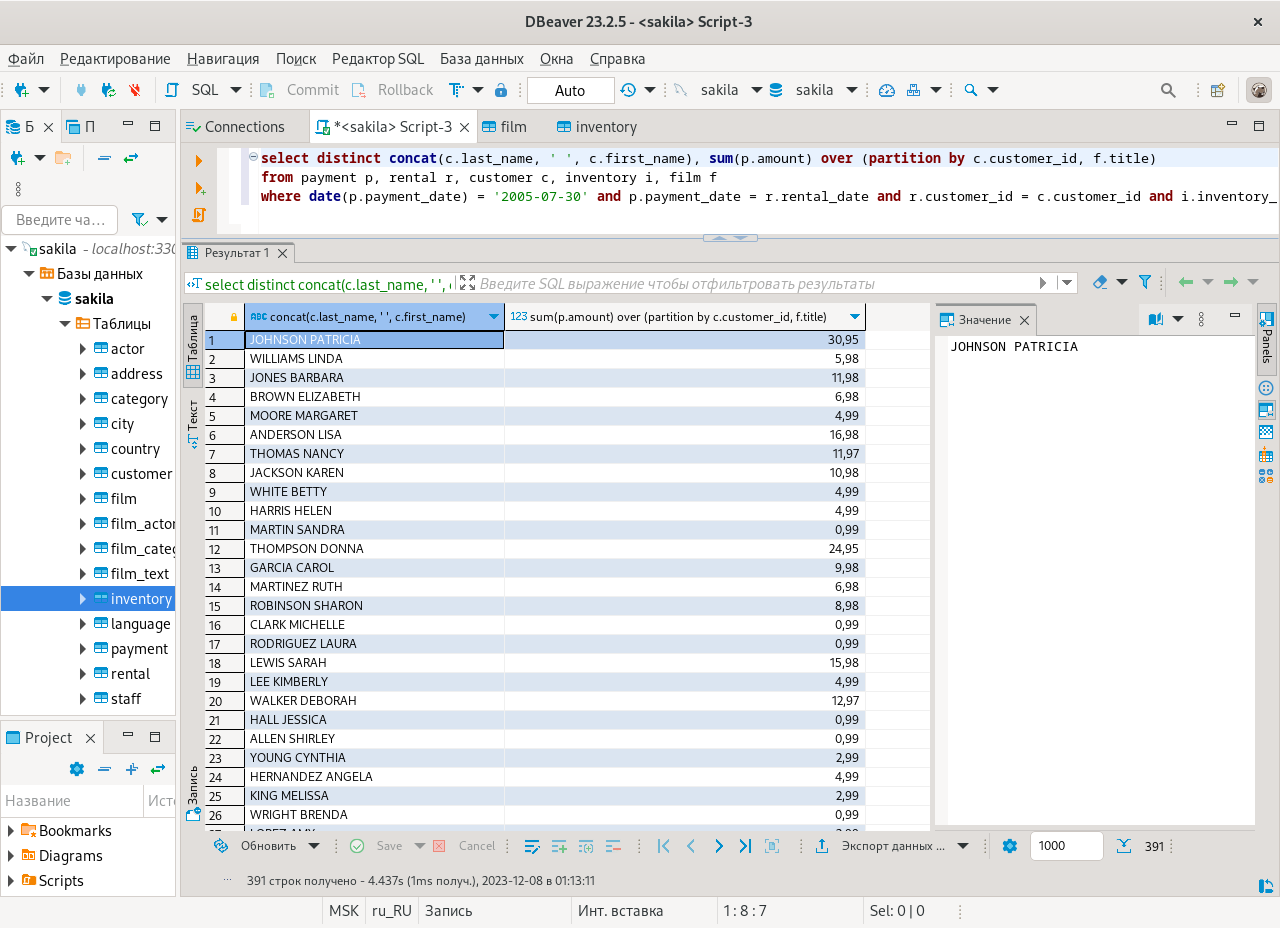 DBeaver 23.2.5 - <sakila> Script-3
Файл Редактирование Навигация Поиск Редактор SQL База данных Окна Справка
SQL Commit Rollback Auto sakila sakila
Б П
Connections *<sakila> Script-3 film inventory
select distinct concat(c.last_name, ' ', c.first_name), sum(p.amount) over (partition by c.customer_id, f.title)
from payment p, rental r, customer c, inventory i, film f
where date(p.payment_date) = '2005-07-30' and p.payment_date = r.rental_date and r.customer_id = c.customer_id and i.inventory_
Введите ча...
sakila - localhost:330
Базы данных
sakila
Таблицы
actor
address
category
city
country
customer
film
film_actor
film_categ
film_text
inventory
language
payment
rental
staff
Project
Название Ист
Bookmarks
Diagrams
Scripts
Результат 1
select distinct concat(c.last_name, ' ', c Введите SQL выражение чтобы отфильтровать результаты
Таблица
Текст
Запись
concat(c.last_name, ' ', c.first_name) 123 sum(p.amount) over (partition by c.customer_id, f.title)
1 JOHNSON PATRICIA 30,95
2 WILLIAMS LINDA 5,98
3 JONES BARBARA 11,98
4 BROWN ELIZABETH 6,98
5 MOORE MARGARET 4,99
6 ANDERSON LISA 16,98
7 THOMAS NANCY 11,97
8 JACKSON KAREN 10,98
9 WHITE BETTY 4,99
10 HARRIS HELEN 4,99
11 MARTIN SANDRA 0,99
12 THOMPSON DONNA 24,95
13 GARCIA CAROL 9,98
14 MARTINEZ RUTH 6,98
15 ROBINSON SHARON 8,98
16 CLARK MICHELLE 0,99
17 RODRIGUEZ LAURA 0,99
18 LEWIS SARAH 15,98
19 LEE KIMBERLY 4,99
20 WALKER DEBORAH 12,97
21 HALL JESSICA 0,99
22 ALLEN SHIRLEY 0,99
23 YOUNG CYNTHIA 2,99
24 HERNANDEZ ANGELA 4,99
25 KING MELISSA 2,99
26 WRIGHT BRENDA 0,99
Значение
JOHNSON PATRICIA
Panels
Обновить Save Cancel Экспорт данных ... 1000 391
391 строк получено - 4.437s (1ms получ.), 2023-12-08 в 01:13:11
MSK ru_RU Запись Инт. вставка 1 : 8 : 7 Sel: 0 | 0